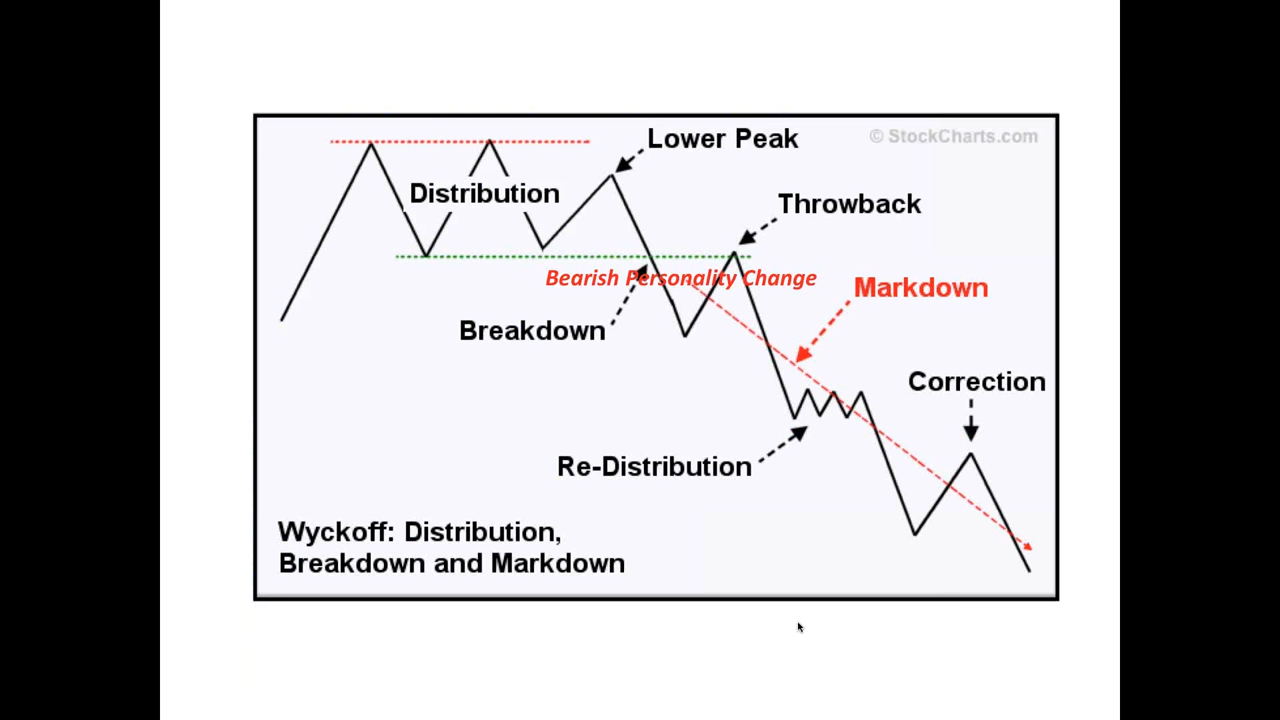 © StockCharts.com
Lower Peak
Distribution
Throwback
Bearish Personality Change
Markdown
Breakdown
Correction
Re-Distribution
Wyckoff: Distribution,
Breakdown and Markdown